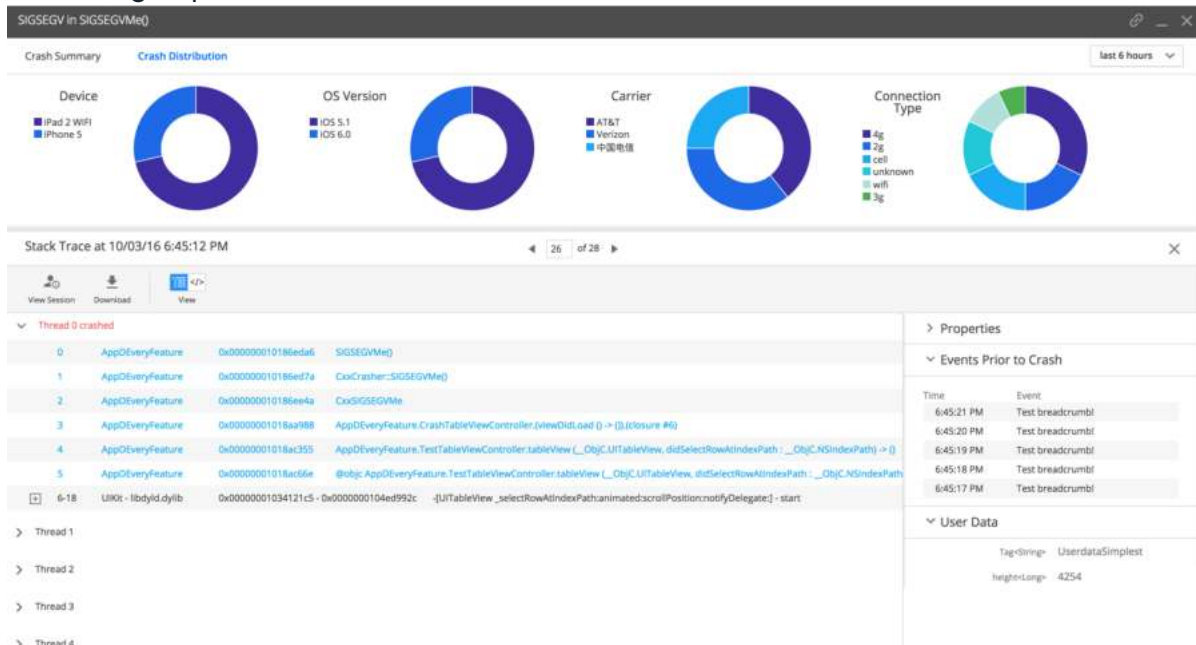 SIGSEGV in SIGSEGVMe()
Crash Summary Crash Distribution last 6 hours
Device
iPad 2 WIFI
iPhone 5
OS Version
iOS 5.1
iOS 6.0
Carrier
AT&T
Verizon
中国电信
Connection Type
4g
2g
cell
unknown
wifi
3g
Stack Trace at 10/03/16 6:45:12 PM 26 of 28
View Session Download View
Thread 0 crashed
0 AppDEveryFeature 0x000000010186eda6 SIGSEGVMe()
1 AppDEveryFeature 0x000000010186ed7a CxxCrasher::SIGSEGVMe()
2 AppDEveryFeature 0x000000010186ee4a CxxSIGSEGVMe
3 AppDEveryFeature 0x00000001018aa988 AppDEveryFeature.CrashTableViewController.(viewDidLoad () -> ()).(closure #6)
4 AppDEveryFeature 0x00000001018ac355 AppDEveryFeature.TestTableViewController.tableView (__ObjC.UITableView, didSelectRowAtIndexPath : __ObjC.NSIndexPath) -> ()
5 AppDEveryFeature 0x00000001018ac66e @objc AppDEveryFeature.TestTableViewController.tableView (__ObjC.UITableView, didSelectRowAtIndexPath : __ObjC.NSIndexPath
6-18 UIKit - libdyld.dylib 0x00000001034121c5 - 0x0000000104ed992c -[UITableView _selectRowAtIndexPath:animated:scrollPosition:notifyDelegate:] - start
Thread 1
Thread 2
Thread 3
Thread 4
Properties
Events Prior to Crash
Time Event
6:45:21 PM Test breadcrumb!
6:45:20 PM Test breadcrumb!
6:45:19 PM Test breadcrumb!
6:45:18 PM Test breadcrumb!
6:45:17 PM Test breadcrumb!
User Data
Tag<String> UserdataSimplest
height<Long> 4254